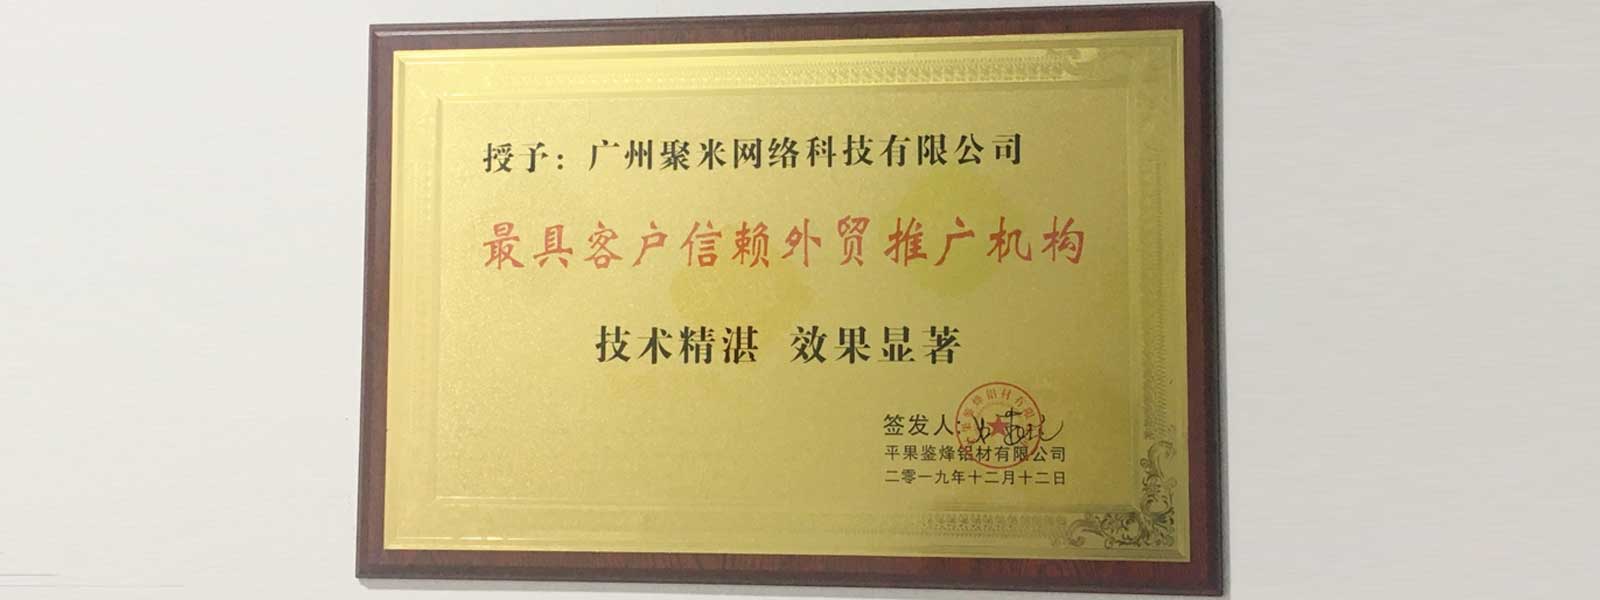 授予：广州聚米网络科技有限公司
最具客户信赖外贸推广机构
技术精湛 效果显著
签发人:
平果鉴烽铝材有限公司
二零一九年十二月十二日